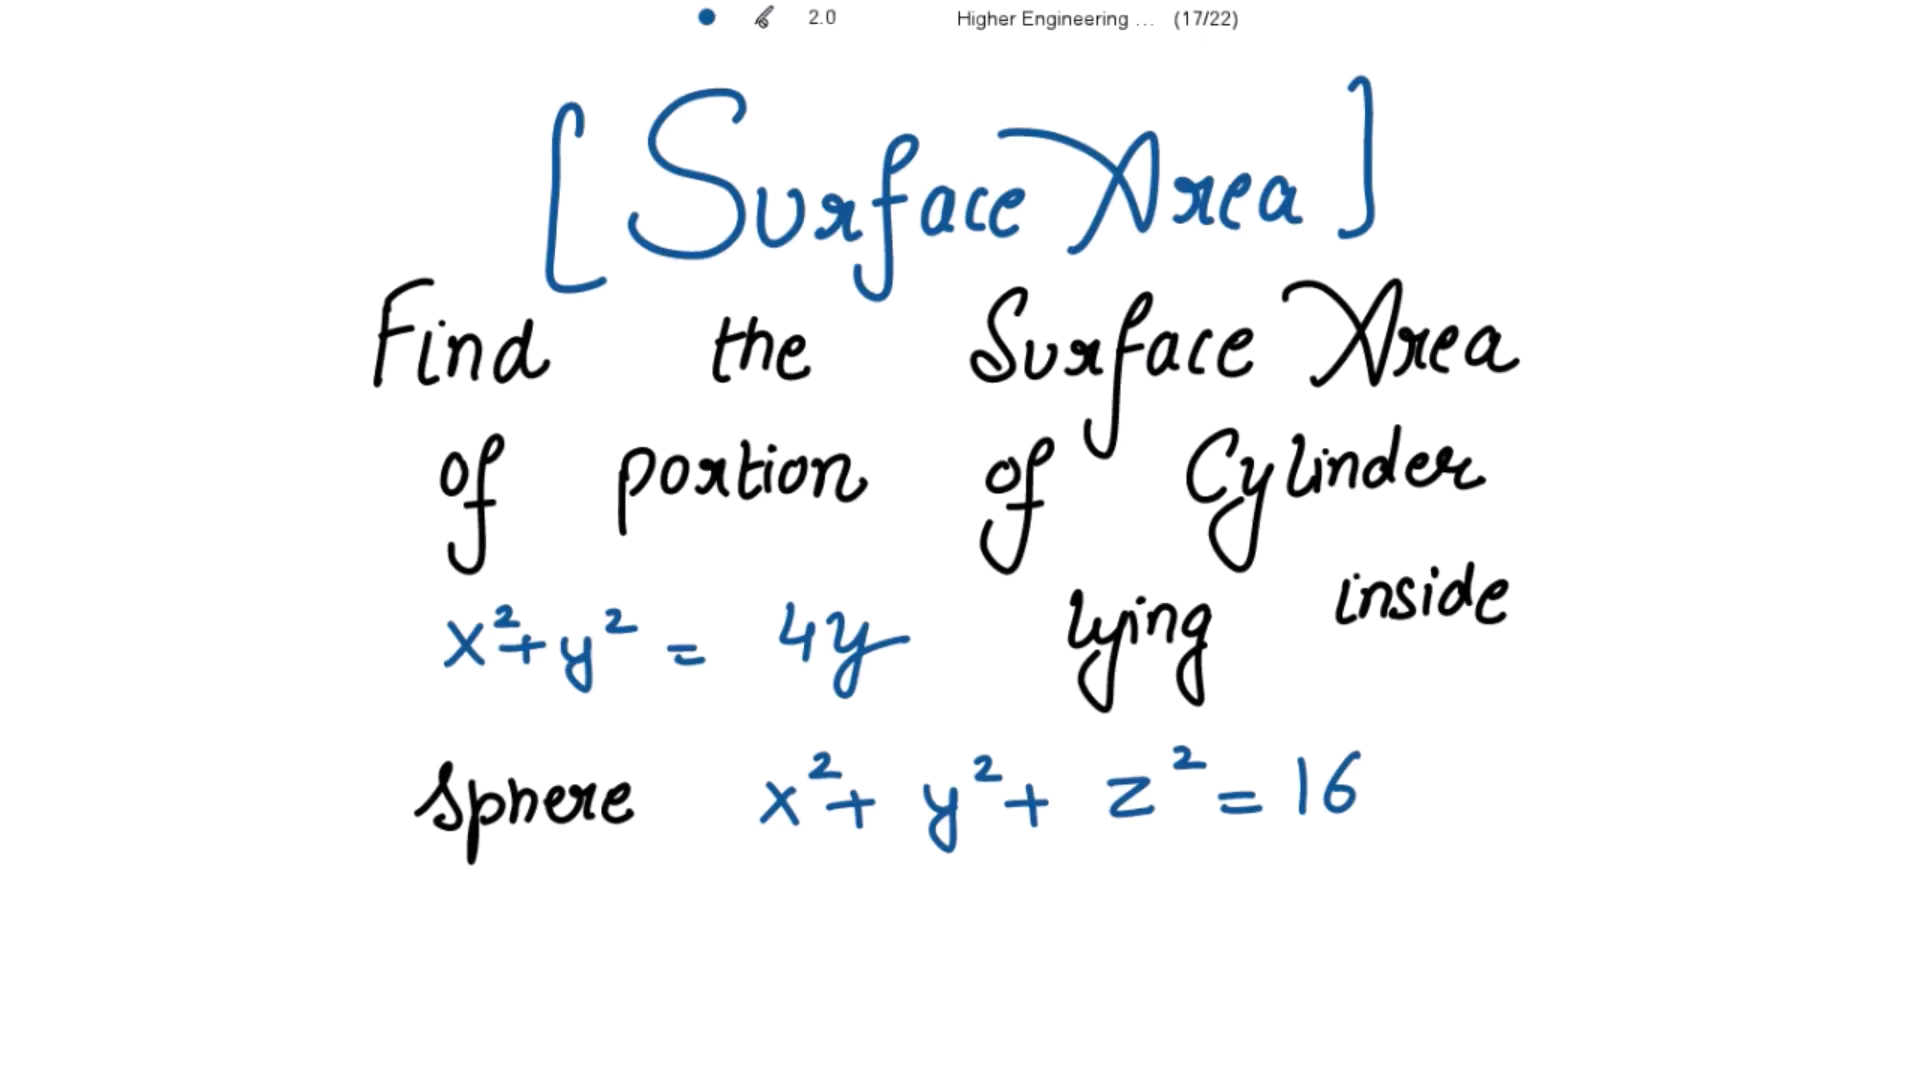 2.0 Higher Engineering ... (17/22)
[Surface Area]
Find the Surface Area
of portion of Cylinder
x²+y² = 4y lying inside
Sphere x²+ y²+ z² = 16